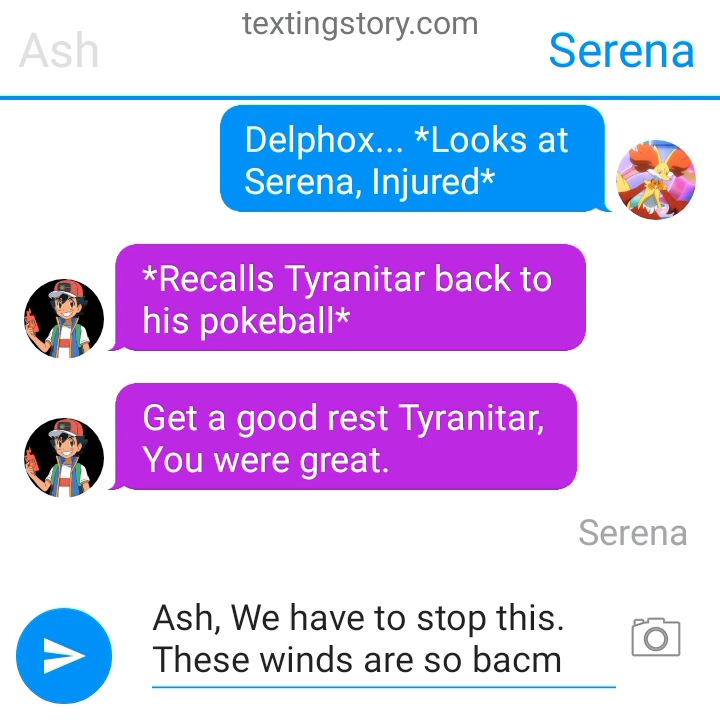 textingstory.com
Ash
Serena
Delphox... *Looks at
Serena, Injured*
*Recalls Tyranitar back to
his pokeball*
Get a good rest Tyranitar,
You were great.
Serena
Ash, We have to stop this.
These winds are so bacm